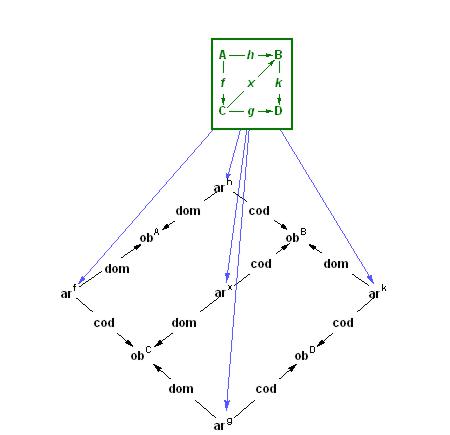 A h B
f x k
C g D
ar^h
dom cod
ob^A ob^B
dom cod dom
ar^f ar^x ar^k
cod dom cod
ob^C ob^D
dom cod
ar^g